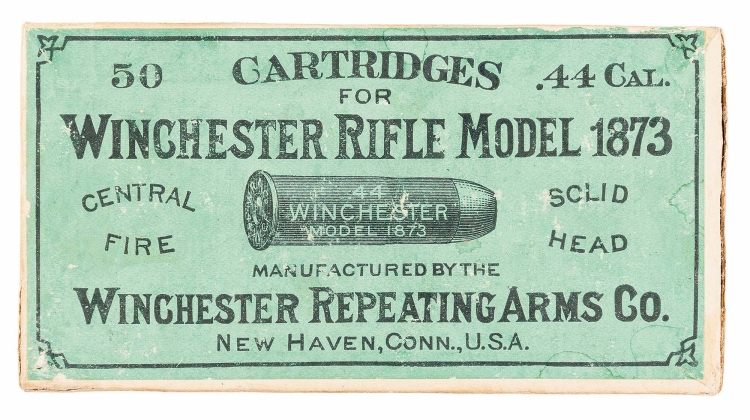 50 CARTRIDGES .44 CAL.
FOR
WINCHESTER RIFLE MODEL 1873
CENTRAL FIRE
44
WINCHESTER
MODEL 1873
SOLID HEAD
MANUFACTURED BY THE
WINCHESTER REPEATING ARMS CO.
NEW HAVEN, CONN., U.S.A.